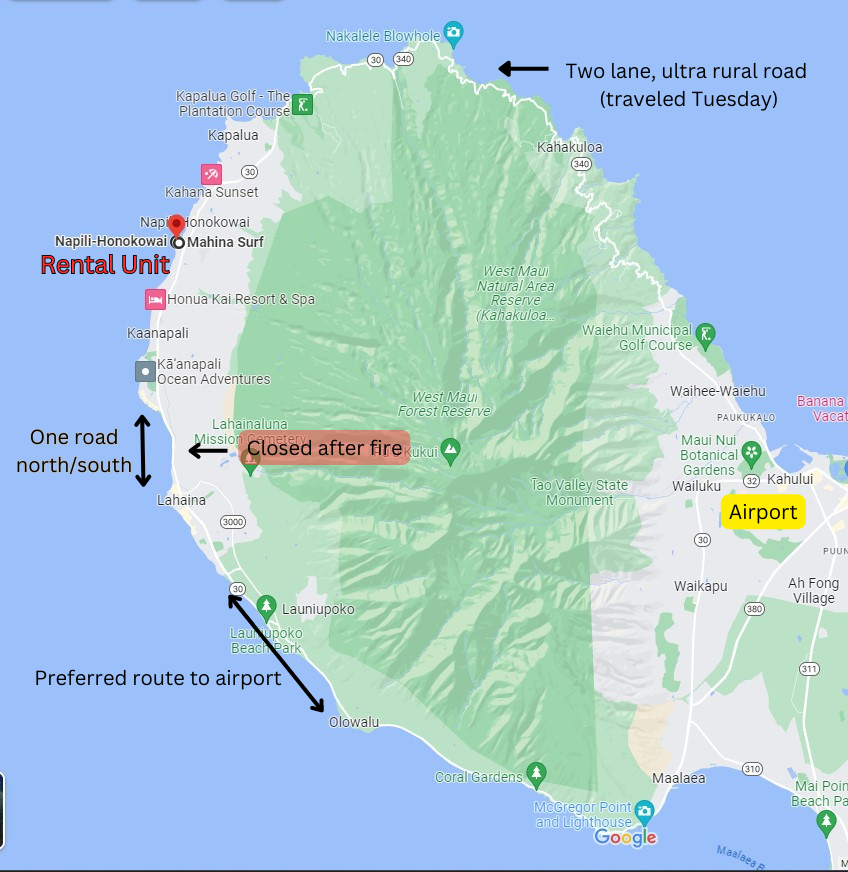 Nakalele Blowhole
30
340
Two lane, ultra rural road
(traveled Tuesday)
Kapalua Golf - The
Plantation Course
Kapalua
Kahakuloa
340
30
Kahana Sunset
Napili-Honokowai
Napili-Honokowai
Mahina Surf
Rental Unit
West Maui
Natural Area
Reserve
(Kahakuloa...
Honua Kai Resort & Spa
Kaanapali
Waiehu Municipal
Golf Course
Kāʻanapali
Ocean Adventures
West Maui
Forest Reserve
Waihee-Waiehu
PAUKUKALO
Banana
Vacat
One road
north/south
Lahainaluna
Mission Cemetery
Closed after fire
Kukui
Maui Nui
Botanical
Gardens
Kahului
32
Wailuku
Tao Valley State
Monument
Airport
Lahaina
3000
30
PUUN
30
Launiupoko
Launiupoko
Beach Park
Waikapu
Ah Fong
Village
380
311
Preferred route to airport
Olowalu
Coral Gardens
Maalaea
310
McGregor Point
and Lighthouse
Google
Mai Poin
Beach Pa
Maalaea B
M